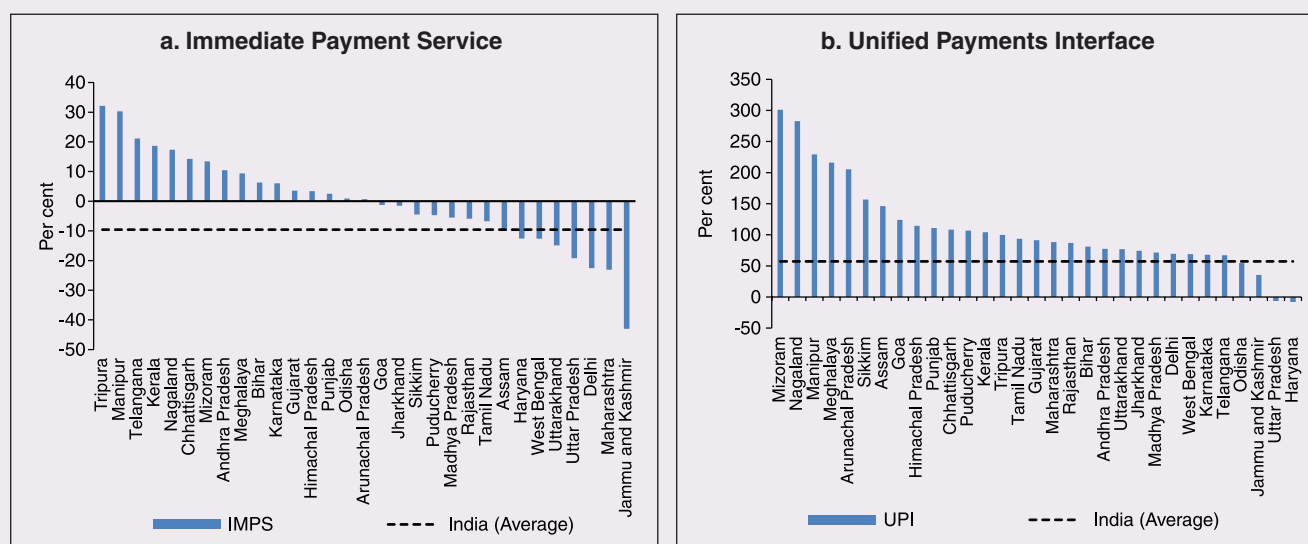 a. Immediate Payment Service
40
30
20
10
0
-10
-20
-30
-40
-50
Per cent
Tripura
Manipur
Telangana
Kerala
Nagaland
Chhattisgarh
Mizoram
Andhra Pradesh
Meghalaya
Bihar
Karnataka
Gujarat
Himachal Pradesh
Punjab
Odisha
Arunachal Pradesh
Goa
Jharkhand
Sikkim
Puducherry
Madhya Pradesh
Rajasthan
Tamil Nadu
Assam
Haryana
West Bengal
Uttarakhand
Uttar Pradesh
Delhi
Maharashtra
Jammu and Kashmir
IMPS
India (Average)
b. Unified Payments Interface
350
300
250
200
150
100
50
0
-50
Per cent
Mizoram
Nagaland
Manipur
Meghalaya
Arunachal Pradesh
Sikkim
Assam
Goa
Himachal Pradesh
Punjab
Chhattisgarh
Puducherry
Kerala
Tripura
Tamil Nadu
Gujarat
Maharashtra
Rajasthan
Bihar
Andhra Pradesh
Uttarakhand
Jharkhand
Madhya Pradesh
Delhi
West Bengal
Karnataka
Telangana
Odisha
Jammu and Kashmir
Uttar Pradesh
Haryana
UPI
India (Average)